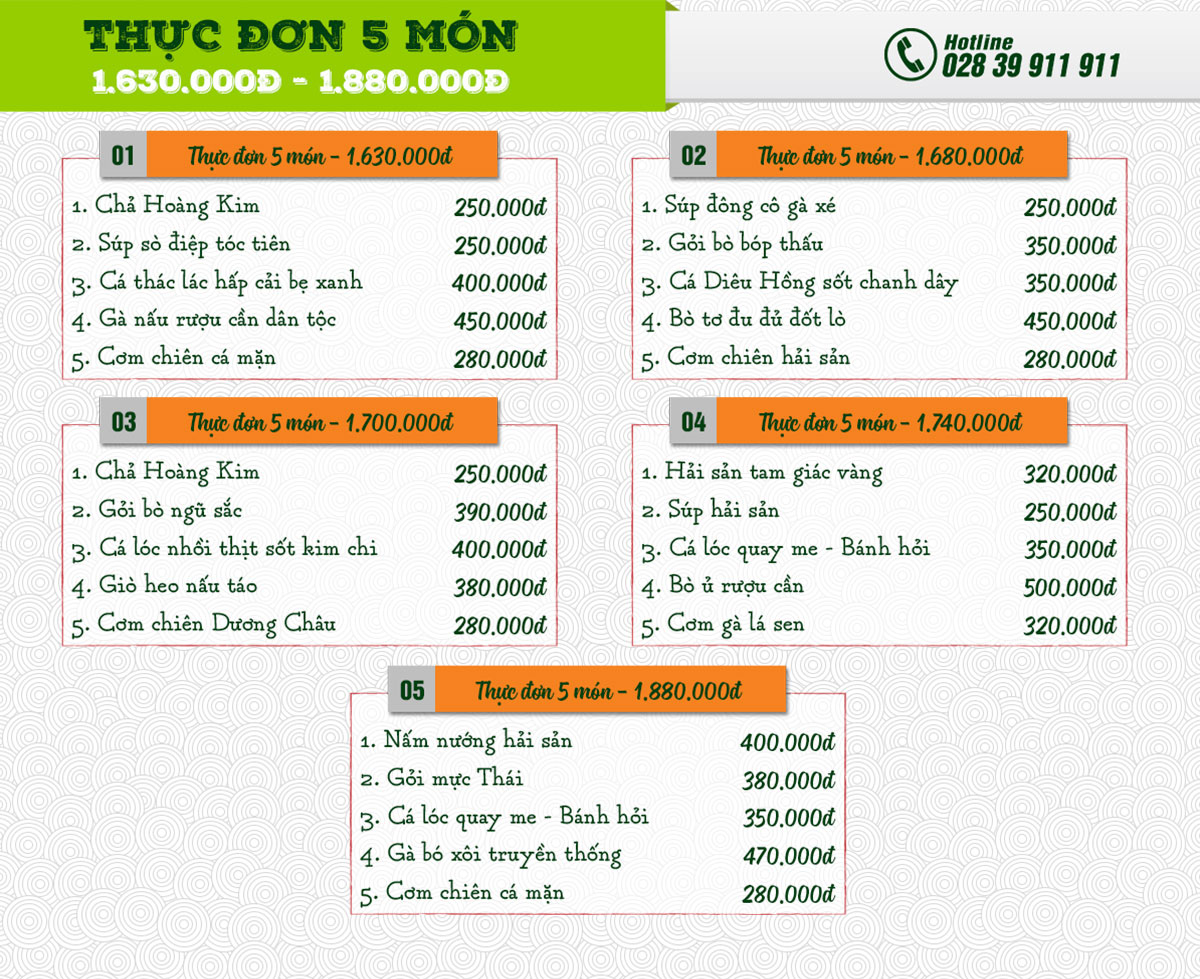 THỰC ĐƠN 5 MÓN
1.630.000Đ - 1.880.000Đ
Hotline
028 39 911 911
01 Thực đơn 5 món - 1.630.000đ
1. Chả Hoàng Kim 250.000đ
2. Súp sò điệp tóc tiên 250.000đ
3. Cá thác lác hấp cải bẹ xanh 400.000đ
4. Gà nấu rượu cần dân tộc 450.000đ
5. Cơm chiên cá mặn 280.000đ
02 Thực đơn 5 món - 1.680.000đ
1. Súp đông cô gà xé 250.000đ
2. Gỏi bò bóp thấu 350.000đ
3. Cá Diêu Hồng sốt chanh dây 350.000đ
4. Bò tơ đu đủ đốt lò 450.000đ
5. Cơm chiên hải sản 280.000đ
03 Thực đơn 5 món - 1.700.000đ
1. Chả Hoàng Kim 250.000đ
2. Gỏi bò ngũ sắc 390.000đ
3. Cá lóc nhồi thịt sốt kim chi 400.000đ
4. Giò heo nấu táo 380.000đ
5. Cơm chiên Dương Châu 280.000đ
04 Thực đơn 5 món - 1.740.000đ
1. Hải sản tam giác vàng 320.000đ
2. Súp hải sản 250.000đ
3. Cá lóc quay me - Bánh hỏi 350.000đ
4. Bò ủ rượu cần 500.000đ
5. Cơm gà lá sen 320.000đ
05 Thực đơn 5 món - 1.880.000đ
1. Nấm nướng hải sản 400.000đ
2. Gỏi mực Thái 380.000đ
3. Cá lóc quay me - Bánh hỏi 350.000đ
4. Gà bó xôi truyền thống 470.000đ
5. Cơm chiên cá mặn 280.000đ